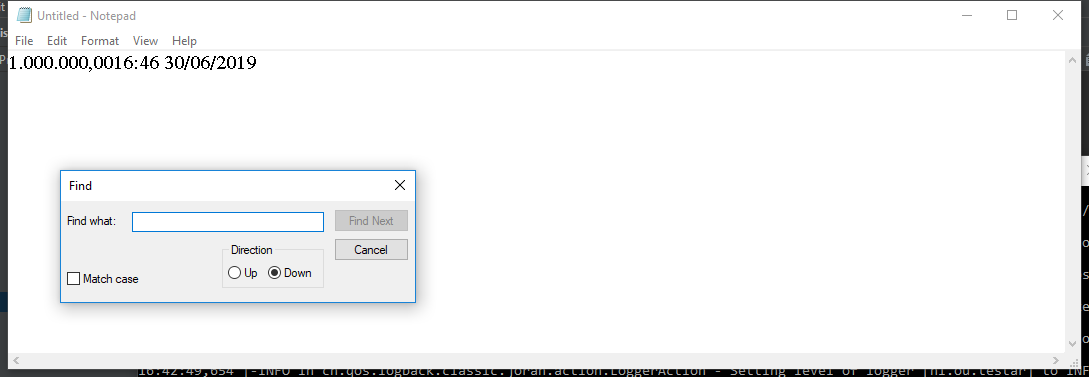 Untitled - Notepad
File Edit Format View Help
1.000.000,0016:46 30/06/2019
Find
Find what:
Find Next
Cancel
Direction
Up Down
Match case
16:42:49,654 |-INFO in ch.qos.logback.classic.joran.action.LoggerAction - Setting level of logger [nl.ou.testar] to INF